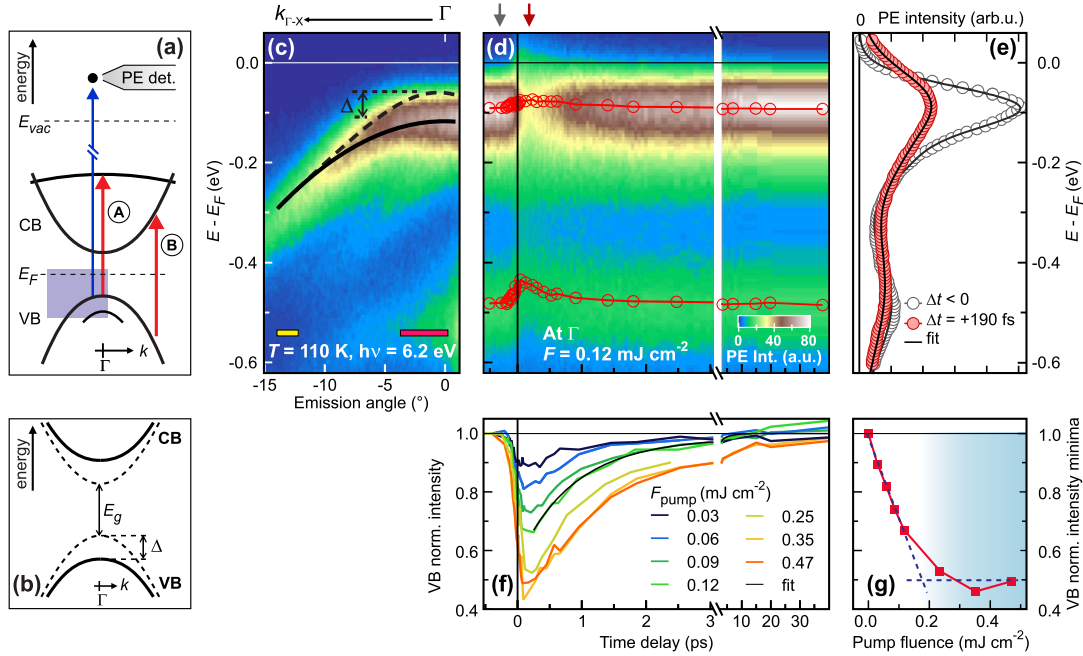 (a)
energy
PE det.
E_vac
A
B
CB
E_F
VB
Γ
k
(b)
energy
CB
E_g
Δ
VB
Γ
k
k_Γ-X
Γ
(c)
Δ
T = 110 K, hν = 6.2 eV
0.0
-0.2
-0.4
-0.6
E - E_F (eV)
-15
-10
-5
0
Emission angle (°)
(d)
At Γ
F = 0.12 mJ cm⁻²
0
40
80
PE Int. (a.u.)
0
PE intensity (arb.u.)
(e)
0.0
-0.2
-0.4
-0.6
E - E_F (eV)
Δt < 0
Δt = +190 fs
fit
1.0
0.8
0.6
0.4
VB norm. intensity
(f)
F_pump (mJ cm⁻²)
0.03
0.06
0.09
0.12
0.25
0.35
0.47
fit
0
1
2
3
10
20
30
Time delay (ps)
(g)
1.0
0.8
0.6
0.4
VB norm. intensity minima
0.0
0.2
0.4
Pump fluence (mJ cm⁻²)